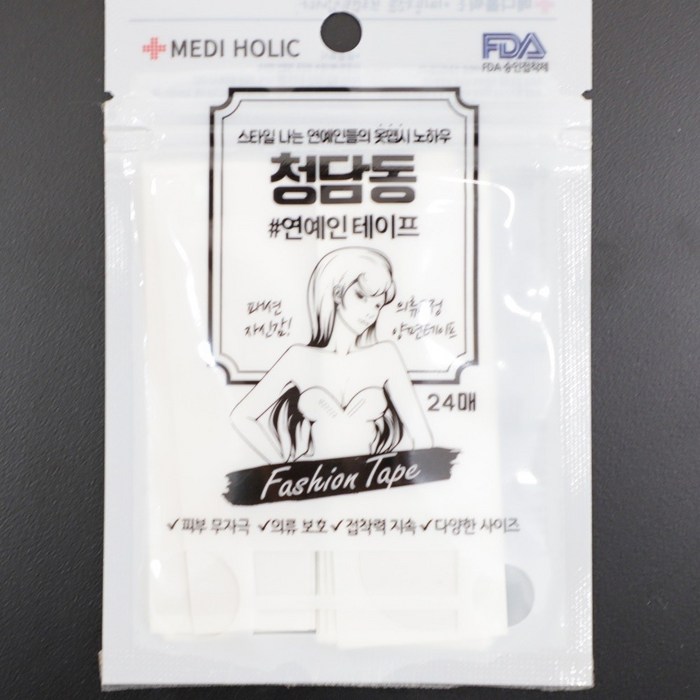 MEDI HOLIC
FDA
FDA 승인접착제
스타일 나는 연예인들의 옷맵시 노하우
청담동
#연예인 테이프
패션
자신감!
양면테이프
24매
Fashion Tape
✓피부 무자극 ✓의류 보호 ✓접착력 지속 ✓다양한 사이즈